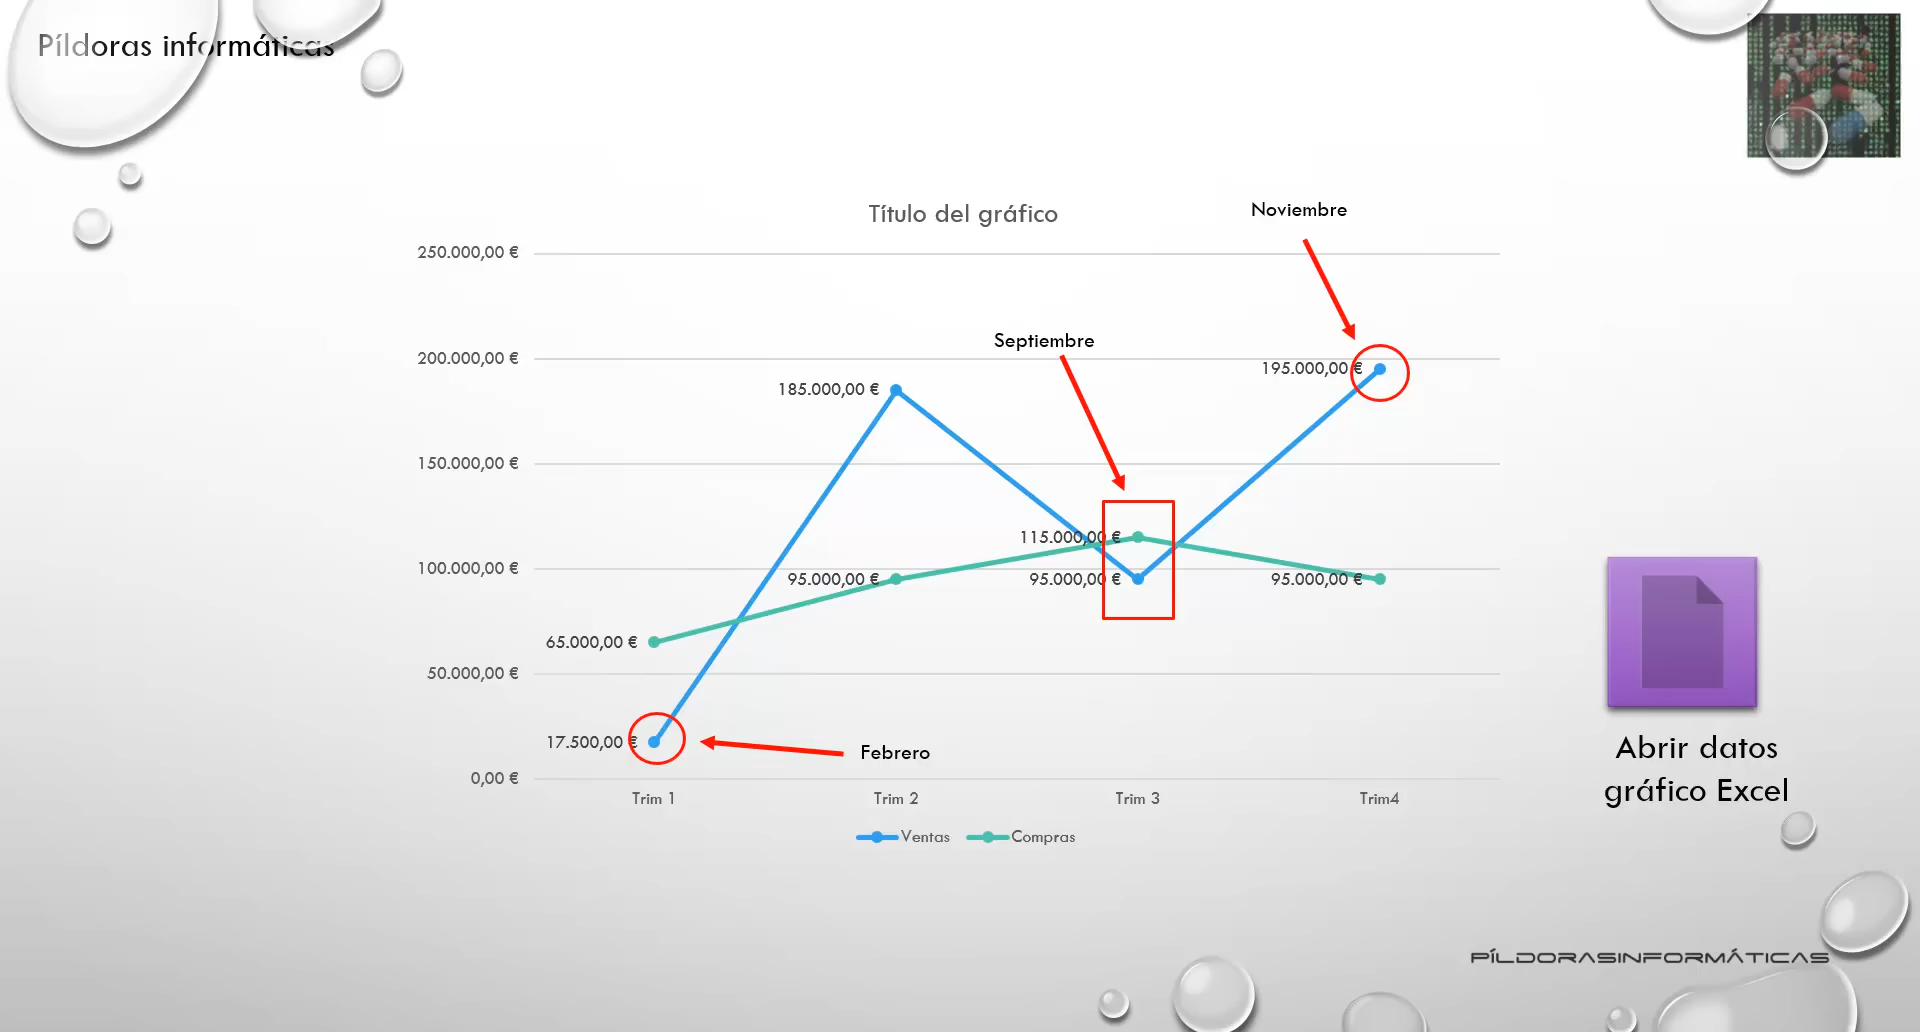 Píldoras informáticas
Título del gráfico
Noviembre
250.000,00 €
Septiembre
200.000,00 €
195.000,00 €
185.000,00 €
150.000,00 €
115.000,00 €
100.000,00 €
95.000,00 €
95.000,00 €
95.000,00 €
65.000,00 €
50.000,00 €
17.500,00 €
Febrero
0,00 €
Trim 1
Trim 2
Trim 3
Trim4
Ventas
Compras
Abrir datos
gráfico Excel
PÍLDORASINFORMÁTICAS